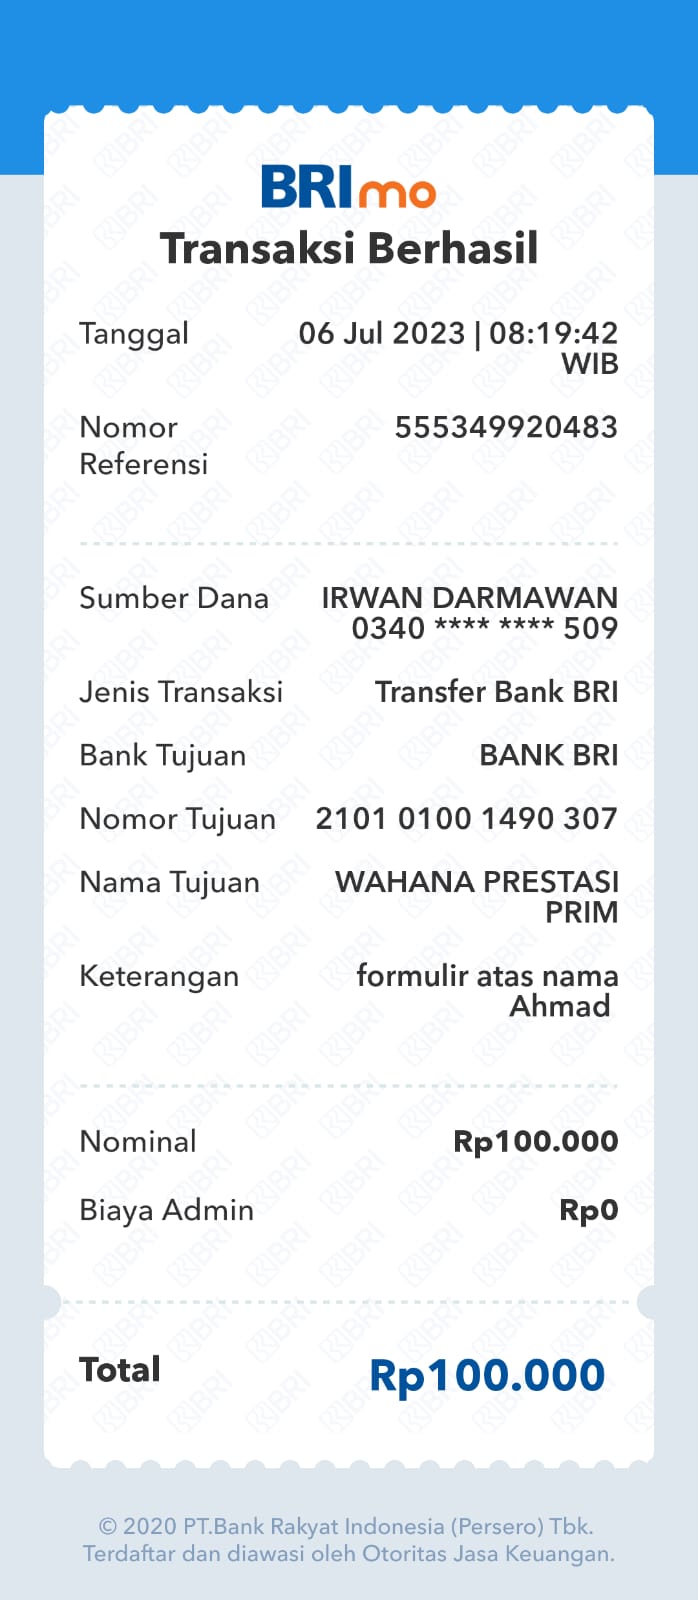 BRImo
Transaksi Berhasil
Tanggal 06 Jul 2023 | 08:19:42
WIB
Nomor 555349920483
Referensi
Sumber Dana IRWAN DARMAWAN
0340 **** **** 509
Jenis Transaksi Transfer Bank BRI
Bank Tujuan BANK BRI
Nomor Tujuan 2101 0100 1490 307
Nama Tujuan WAHANA PRESTASI
PRIM
Keterangan formulir atas nama
Ahmad
Nominal Rp100.000
Biaya Admin Rp0
Total Rp100.000
© 2020 PT.Bank Rakyat Indonesia (Persero) Tbk.
Terdaftar dan diawasi oleh Otoritas Jasa Keuangan.